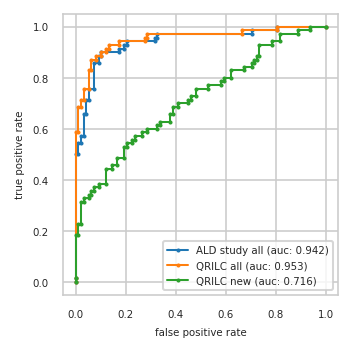 1.0
0.8
0.6
0.4
0.2
0.0
true positive rate
ALD study all (auc: 0.942)
QRILC all (auc: 0.953)
QRILC new (auc: 0.716)
0.0 0.2 0.4 0.6 0.8 1.0
false positive rate